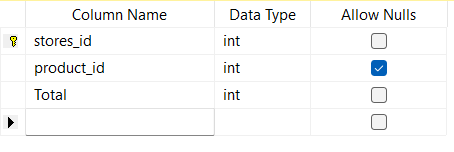 Column Name Data Type Allow Nulls
stores_id int
product_id int
Total int